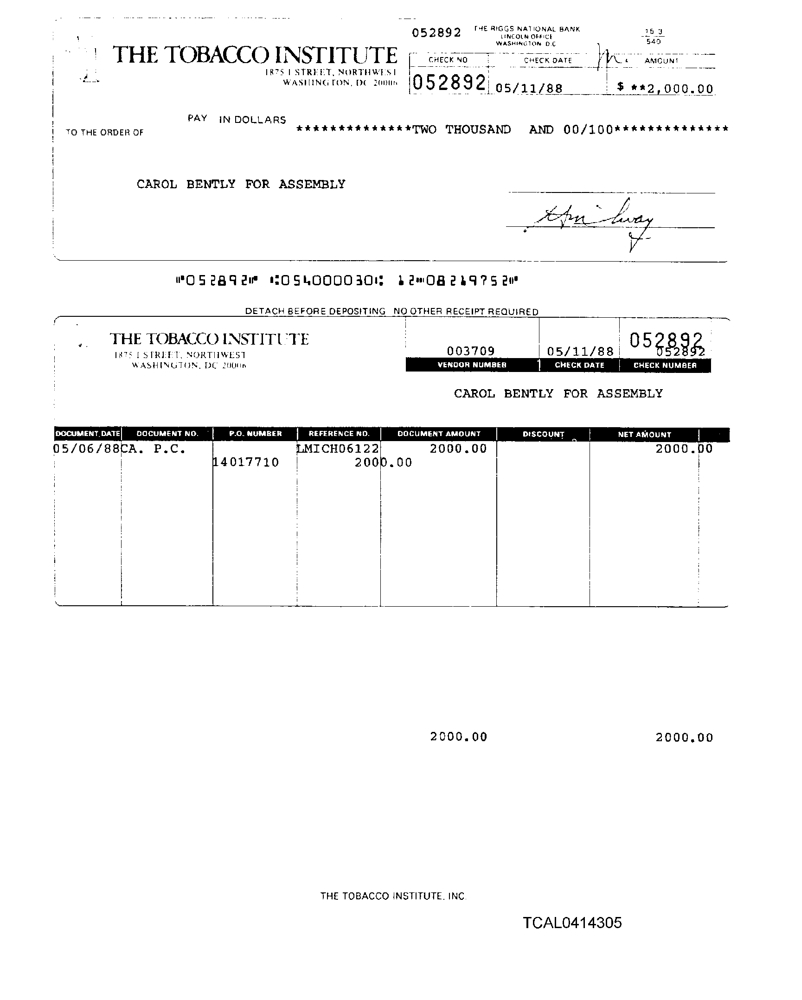 052892 THE RIGGS NATIONAL BANK
LINCOLN OFFICE
WASHINGTON D C
15 3
540
THE TOBACCO INSTITUTE
1875 I STREET, NORTHWEST
WASHINGTON, DC 20006
CHECK NO CHECK DATE AMOUNT
052892 05/11/88 $ **2,000.00
PAY IN DOLLARS **************TWO THOUSAND AND 00/100**************
TO THE ORDER OF
CAROL BENTLY FOR ASSEMBLY
⑈052892⑈ ⑆054000030⑆ 12⑈08219752⑈
DETACH BEFORE DEPOSITING NO OTHER RECEIPT REQUIRED
THE TOBACCO INSTITUTE
1875 I STREET, NORTHWEST
WASHINGTON, DC 20006
003709 05/11/88 052892
052892
VENDOR NUMBER CHECK DATE CHECK NUMBER
CAROL BENTLY FOR ASSEMBLY
DOCUMENT DATE DOCUMENT NO. P.O. NUMBER REFERENCE NO. DOCUMENT AMOUNT DISCOUNT NET AMOUNT
05/06/88 CA. P.C. LMICH06122 2000.00 2000.00
14017710 2000.00
2000.00 2000.00
THE TOBACCO INSTITUTE, INC
TCAL0414305